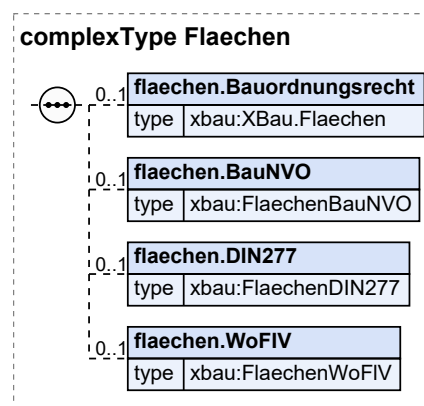 complexType Flaechen
0..1
flaechen.Bauordnungsrecht
type xbau:XBau.Flaechen
0..1
flaechen.BauNVO
type xbau:FlaechenBauNVO
0..1
flaechen.DIN277
type xbau:FlaechenDIN277
0..1
flaechen.WoFlV
type xbau:FlaechenWoFlV